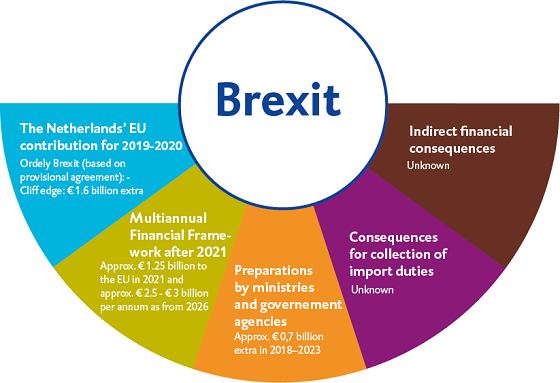 Brexit
The Netherlands' EU
contribution for 2019-2020
Ordely Brexit (based on
provisional agreement): -
Cliff edge: € 1.6 billion extra
Multiannual
Financial Frame-
work after 2021
Approx. € 1.25 billion to
the EU in 2021 and
approx. € 2.5 - € 3 billion
per annum as from 2026
Preparations
by ministries
and governement
agencies
Approx. € 0,7 billion
extra in 2018–2023
Consequences
for collection of
import duties
Unknown
Indirect financial
consequences
Unknown